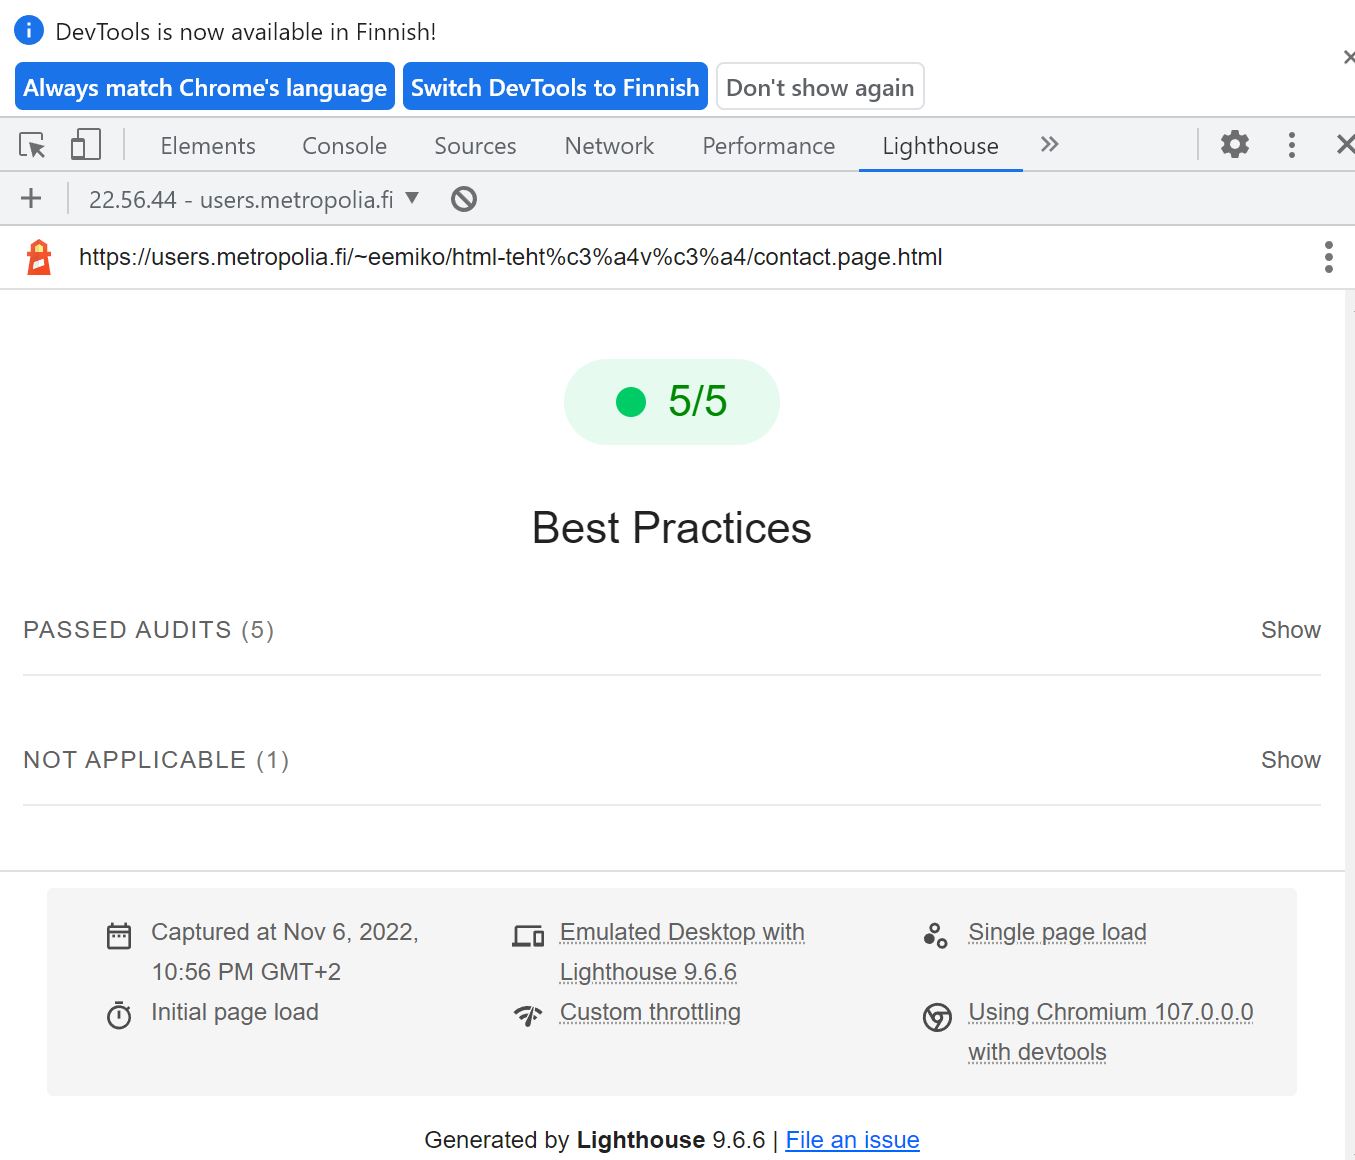 DevTools is now available in Finnish!
Always match Chrome's language Switch DevTools to Finnish Don't show again
Elements Console Sources Network Performance Lighthouse
22.56.44 - users.metropolia.fi
https://users.metropolia.fi/~eemiko/html-teht%c3%a4v%c3%a4/contact.page.html
5/5
Best Practices
PASSED AUDITS (5) Show
NOT APPLICABLE (1) Show
Captured at Nov 6, 2022,
10:56 PM GMT+2
Emulated Desktop with
Lighthouse 9.6.6
Single page load
Initial page load
Custom throttling
Using Chromium 107.0.0.0
with devtools
Generated by Lighthouse 9.6.6 | File an issue